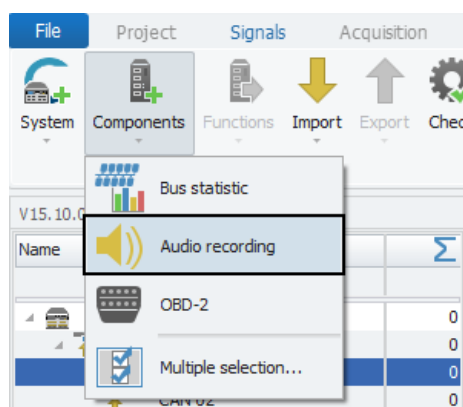 File Project Signals Acquisition
System Components Functions Import Export Chec
Bus statistic
V15.10.0
Name Audio recording Σ
OBD-2
0
0
Multiple selection... 0
CAN 02 0